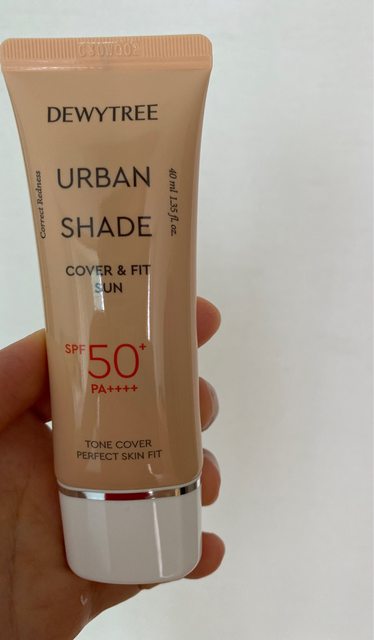 DEWYTREE
Correct Redness
40 ml 1.35 fl. oz.
URBAN
SHADE
COVER & FIT
SUN
SPF 50+
PA++++
TONE COVER
PERFECT SKIN FIT